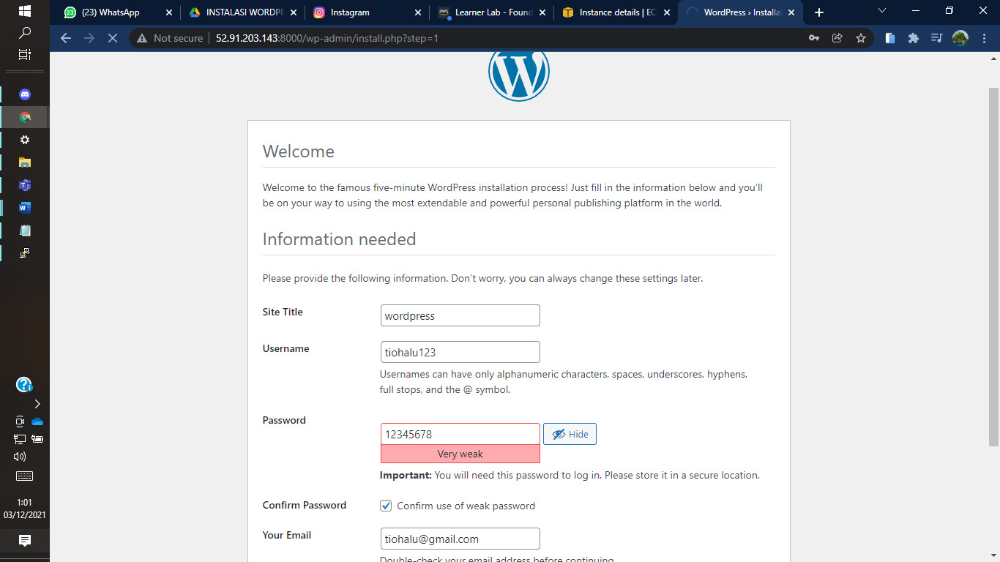 (23) WhatsApp
INSTALASI WORDPR
Instagram
Learner Lab - Found
Instance details | EC
WordPress › Installat
Not secure
52.91.203.143:8000/wp-admin/install.php?step=1
Welcome
Welcome to the famous five-minute WordPress installation process! Just fill in the information below and you’ll
be on your way to using the most extendable and powerful personal publishing platform in the world.
Information needed
Please provide the following information. Don’t worry, you can always change these settings later.
Site Title
wordpress
Username
tiohalu123
Usernames can have only alphanumeric characters, spaces, underscores, hyphens,
full stops, and the @ symbol.
Password
12345678
Hide
Very weak
Important: You will need this password to log in. Please store it in a secure location.
Confirm Password
Confirm use of weak password
Your Email
tiohalu@gmail.com
Double-check your email address before continuing.
1:01
03/12/2021